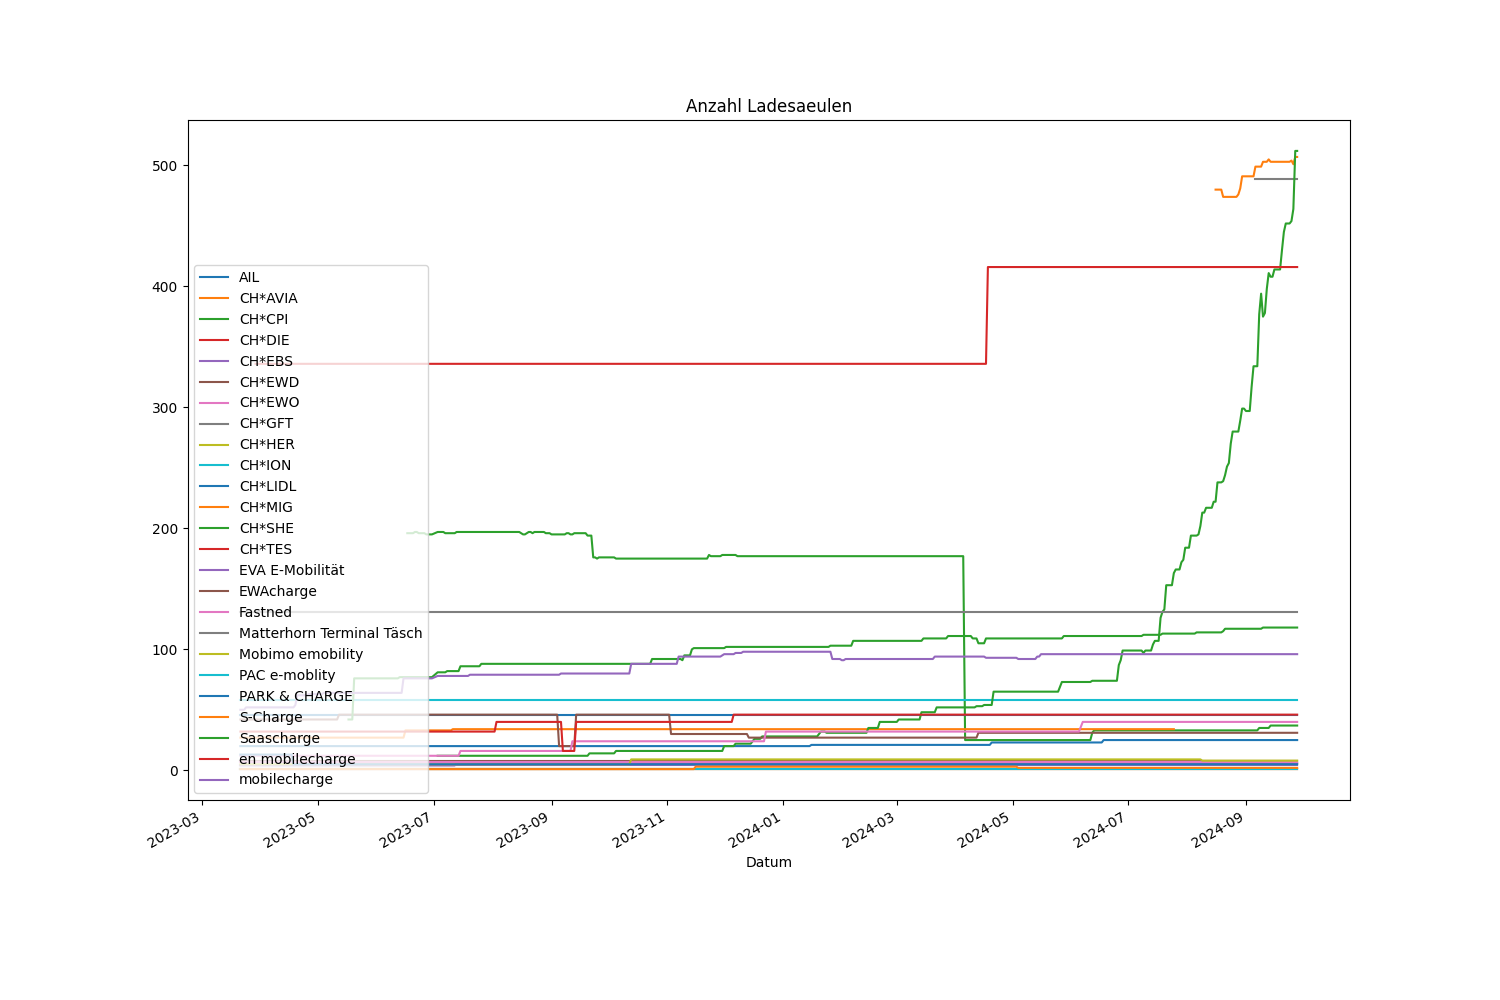 Anzahl Ladesaeulen
500
400
300
200
100
0
AIL
CH*AVIA
CH*CPI
CH*DIE
CH*EBS
CH*EWD
CH*EWO
CH*GFT
CH*HER
CH*ION
CH*LIDL
CH*MIG
CH*SHE
CH*TES
EVA E-Mobilität
EWAcharge
Fastned
Matterhorn Terminal Täsch
Mobimo emobility
PAC e-moblity
PARK & CHARGE
S-Charge
Saascharge
en mobilecharge
mobilecharge
2023-03
2023-05
2023-07
2023-09
2023-11
2024-01
2024-03
2024-05
2024-07
2024-09
Datum